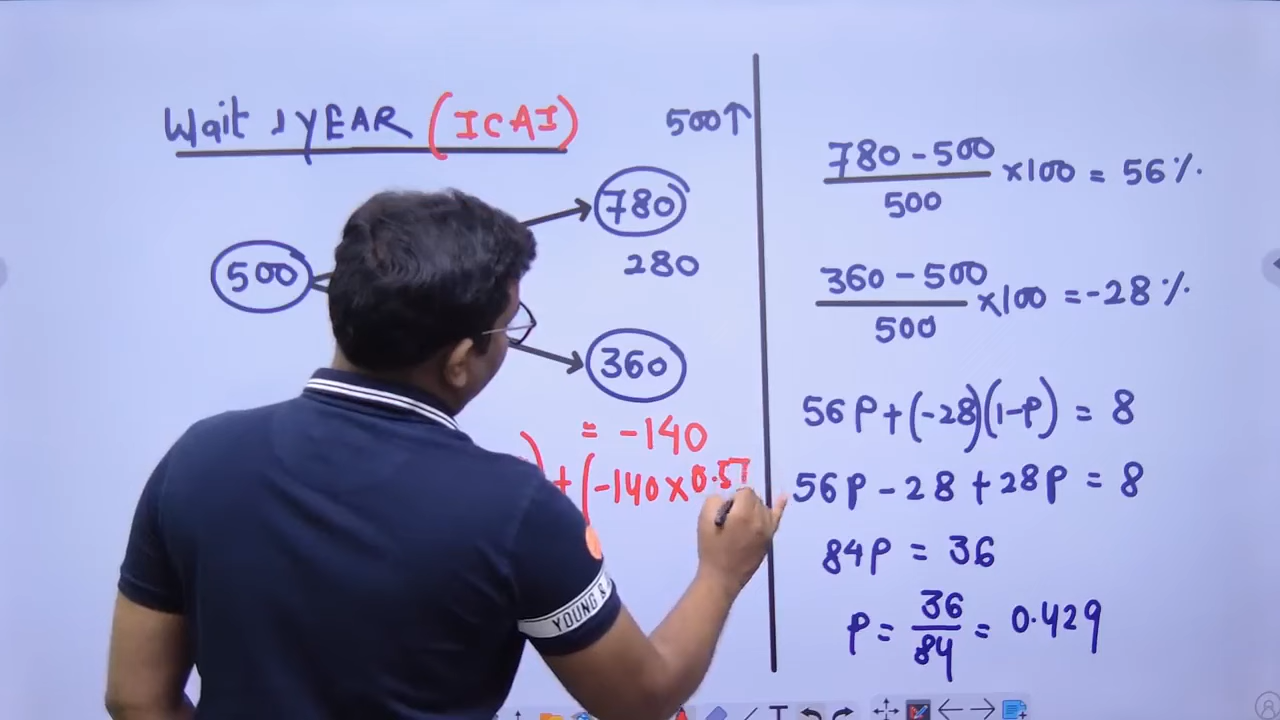 Wait 1 YEAR (ICAI)
500↑
500
780
280
360
= -140
) + (-140 × 0.57
(780 - 500) / 500 × 100 = 56%
(360 - 500) / 500 × 100 = -28%
56P + (-28)(1-P) = 8
56P - 28 + 28P = 8
84P = 36
P = 36 / 84 = 0.429
YOUNG &